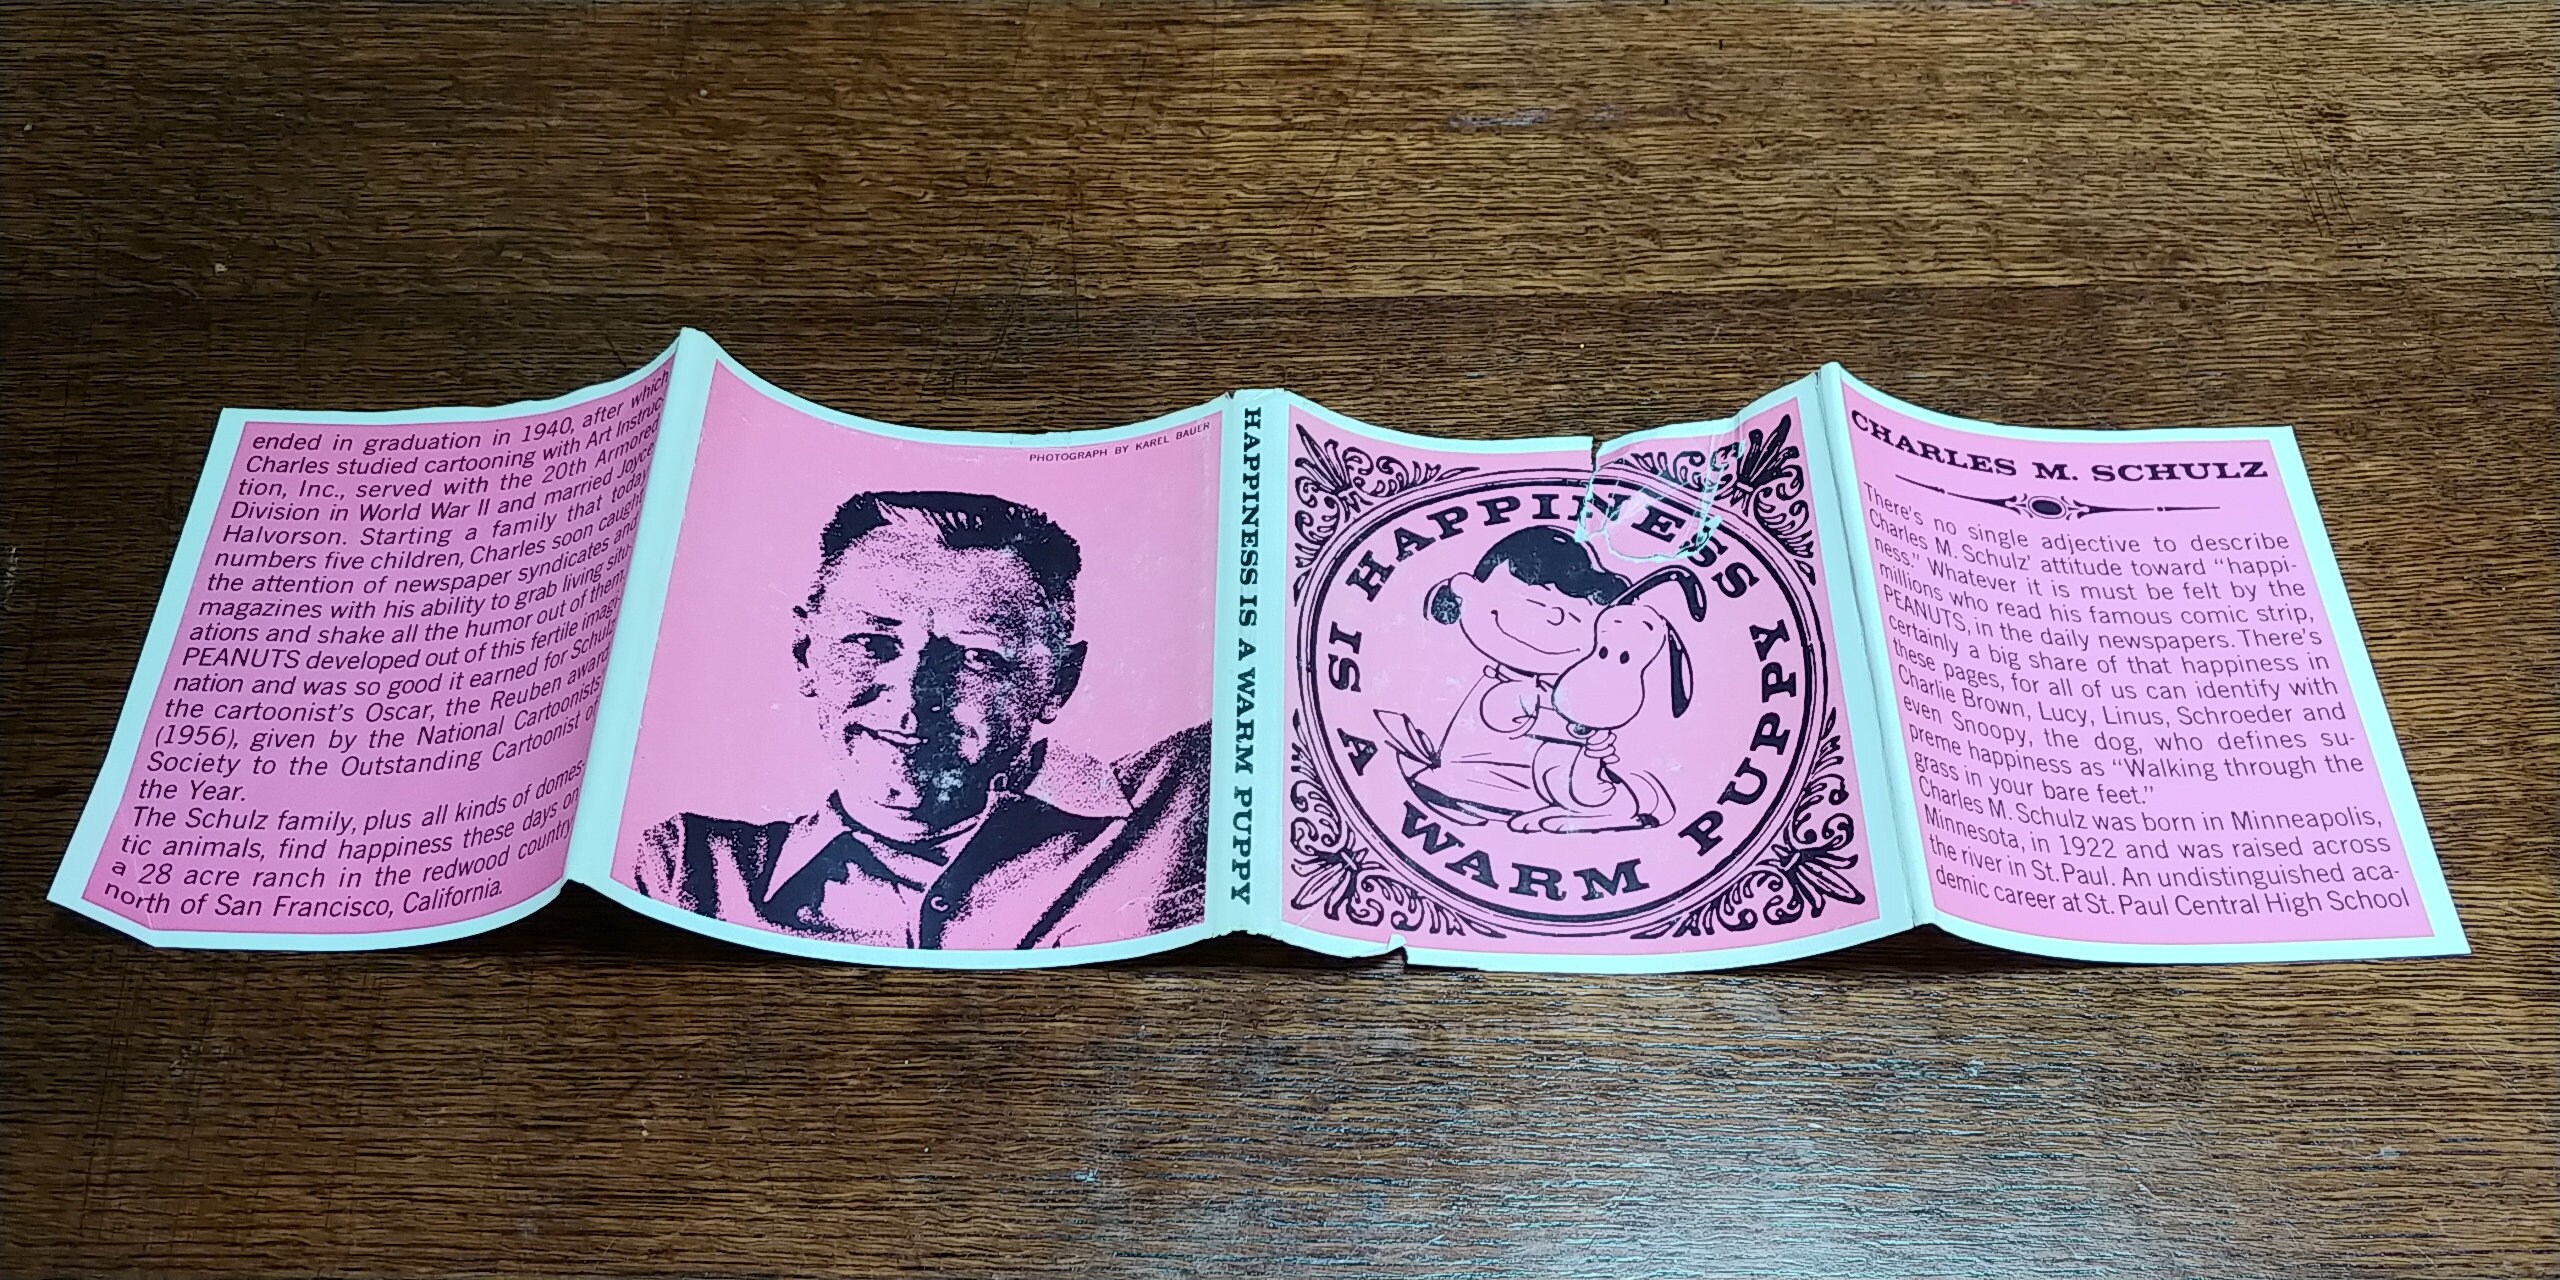 ended in graduation in 1940, after which
Charles studied cartooning with Art Instruc-
tion, Inc., served with the 20th Armored
Division in World War II and married Joyce
Halvorson. Starting a family that today
numbers five children, Charles soon caught
the attention of newspaper syndicates and
magazines with his ability to grab living situ-
ations and shake all the humor out of them.
PEANUTS developed out of this fertile imagi-
nation and was so good it earned for Schulz
the cartoonist's Oscar, the Reuben award
(1956), given by the National Cartoonists
Society to the Outstanding Cartoonist of
the Year.
The Schulz family, plus all kinds of domes-
tic animals, find happiness these days on
a 28 acre ranch in the redwood country
north of San Francisco, California.
PHOTOGRAPH BY KAREL BAUER
HAPPINESS IS A WARM PUPPY
HAPPINESS IS A WARM PUPPY
CHARLES M. SCHULZ
There's no single adjective to describe
Charles M. Schulz' attitude toward "happi-
ness." Whatever it is must be felt by the
millions who read his famous comic strip,
PEANUTS, in the daily newspapers. There's
certainly a big share of that happiness in
these pages, for all of us can identify with
Charlie Brown, Lucy, Linus, Schroeder and
even Snoopy, the dog, who defines su-
preme happiness as "Walking through the
grass in your bare feet."
Charles M. Schulz was born in Minneapolis,
Minnesota, in 1922 and was raised across
the river in St. Paul. An undistinguished aca-
demic career at St. Paul Central High School